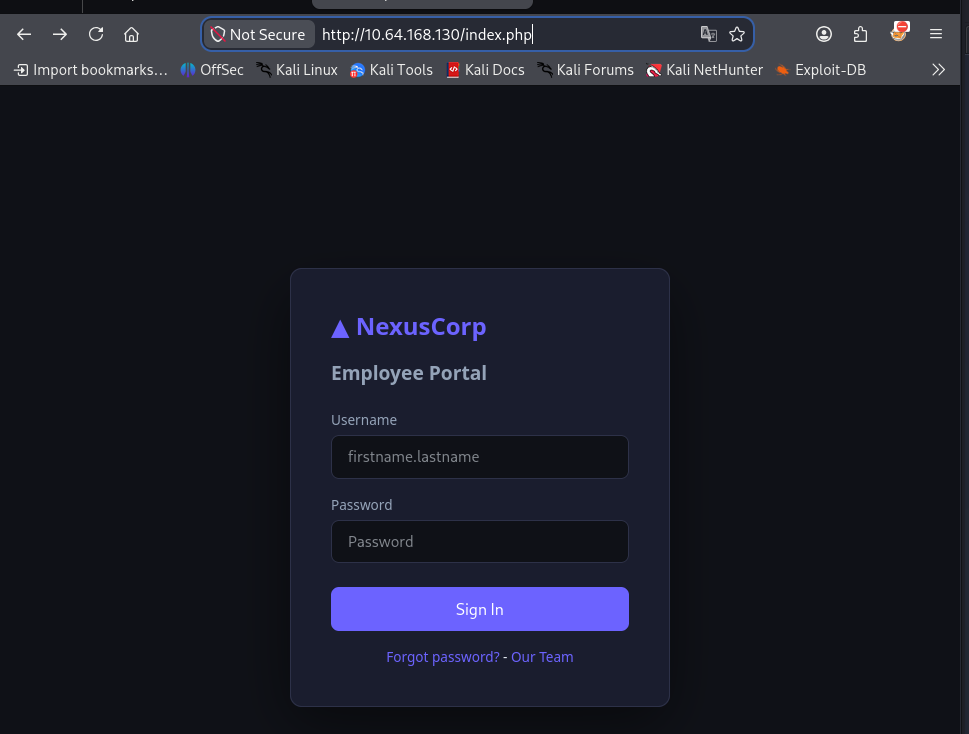 Not Secure http://10.64.168.130/index.php
Import bookmarks... OffSec Kali Linux Kali Tools Kali Docs Kali Forums Kali NetHunter Exploit-DB
NexusCorp
Employee Portal
Username
firstname.lastname
Password
Password
Sign In
Forgot password? - Our Team